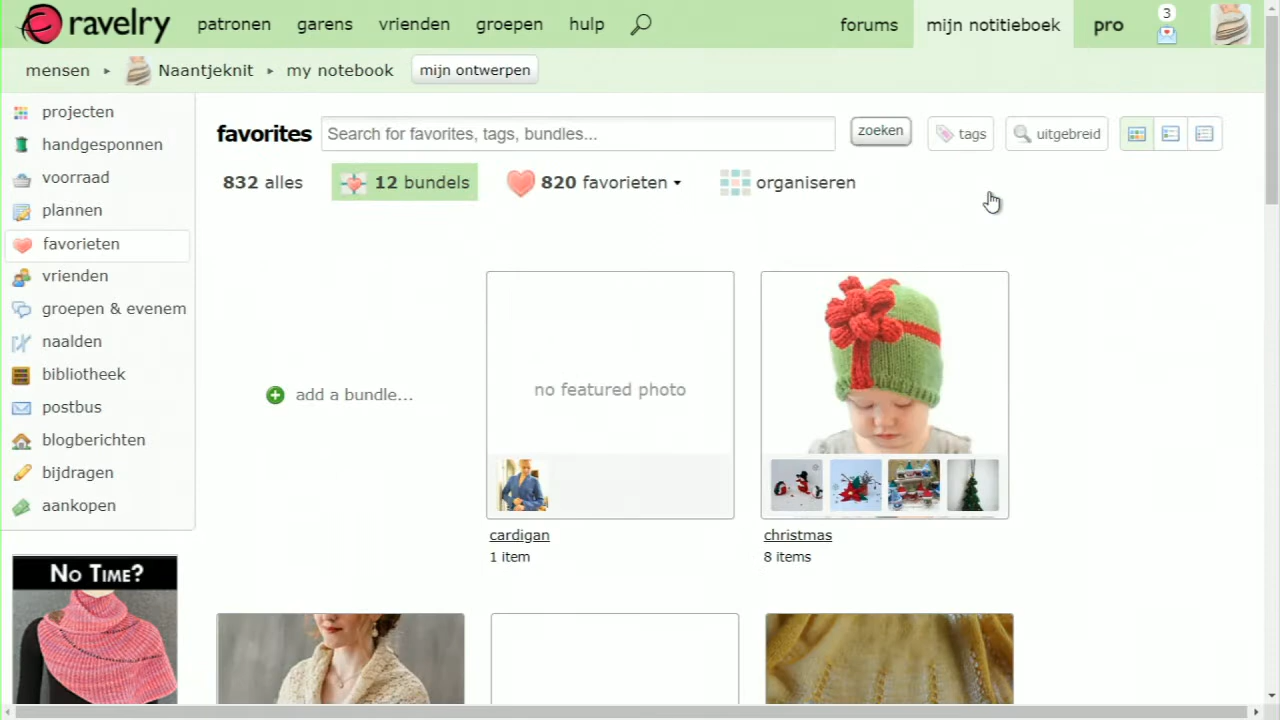 ravelry patronen garens vrienden groepen hulp forums mijn notitieboek pro 3
mensen ▸ Naantjeknit ▸ my notebook mijn ontwerpen
projecten
handgesponnen
voorraad
plannen
favorieten
vrienden
groepen & evenem
naalden
bibliotheek
postbus
blogberichten
bijdragen
aankopen
No Time?
favorites Search for favorites, tags, bundles... zoeken tags uitgebreid
832 alles 12 bundels 820 favorieten organiseren
add a bundle...
no featured photo
cardigan
1 item
christmas
8 items